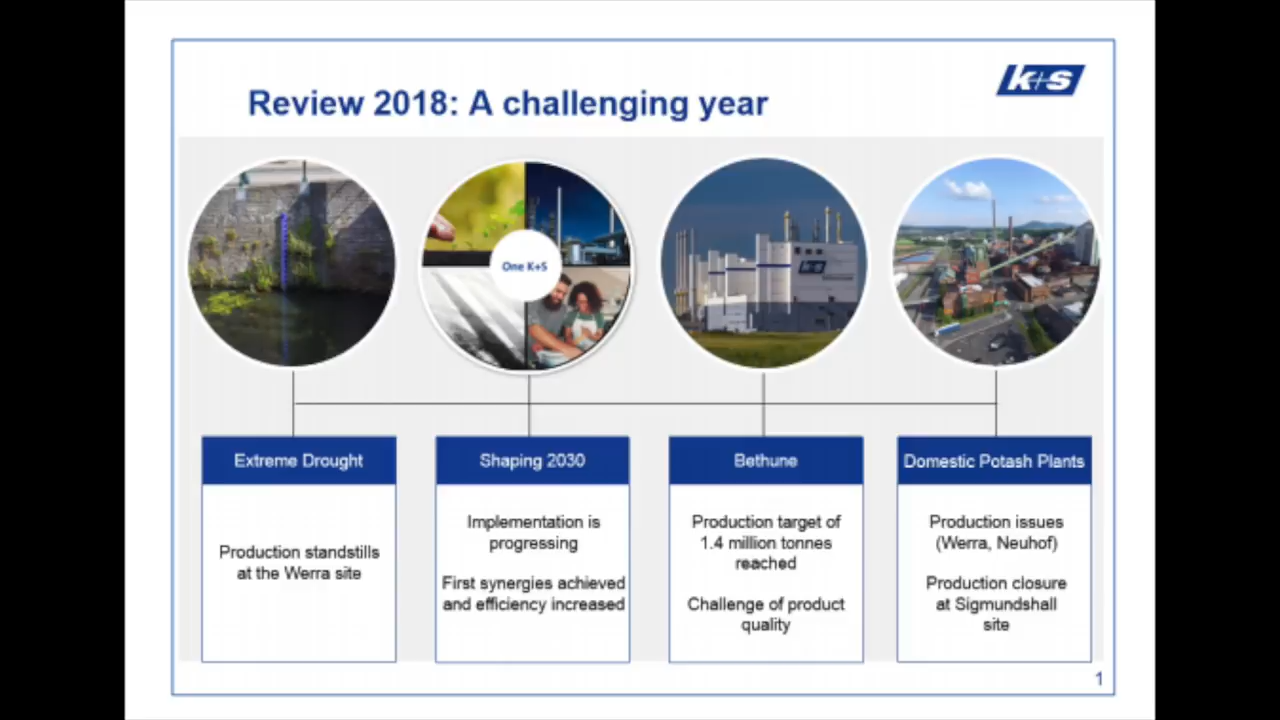 Review 2018: A challenging year
k+s
One K+S
Extreme Drought
Production standstills
at the Werra site
Shaping 2030
Implementation is
progressing
First synergies achieved
and efficiency increased
Bethune
Production target of
1.4 million tonnes
reached
Challenge of product
quality
Domestic Potash Plants
Production issues
(Werra, Neuhof)
Production closure
at Sigmundshall
site
1